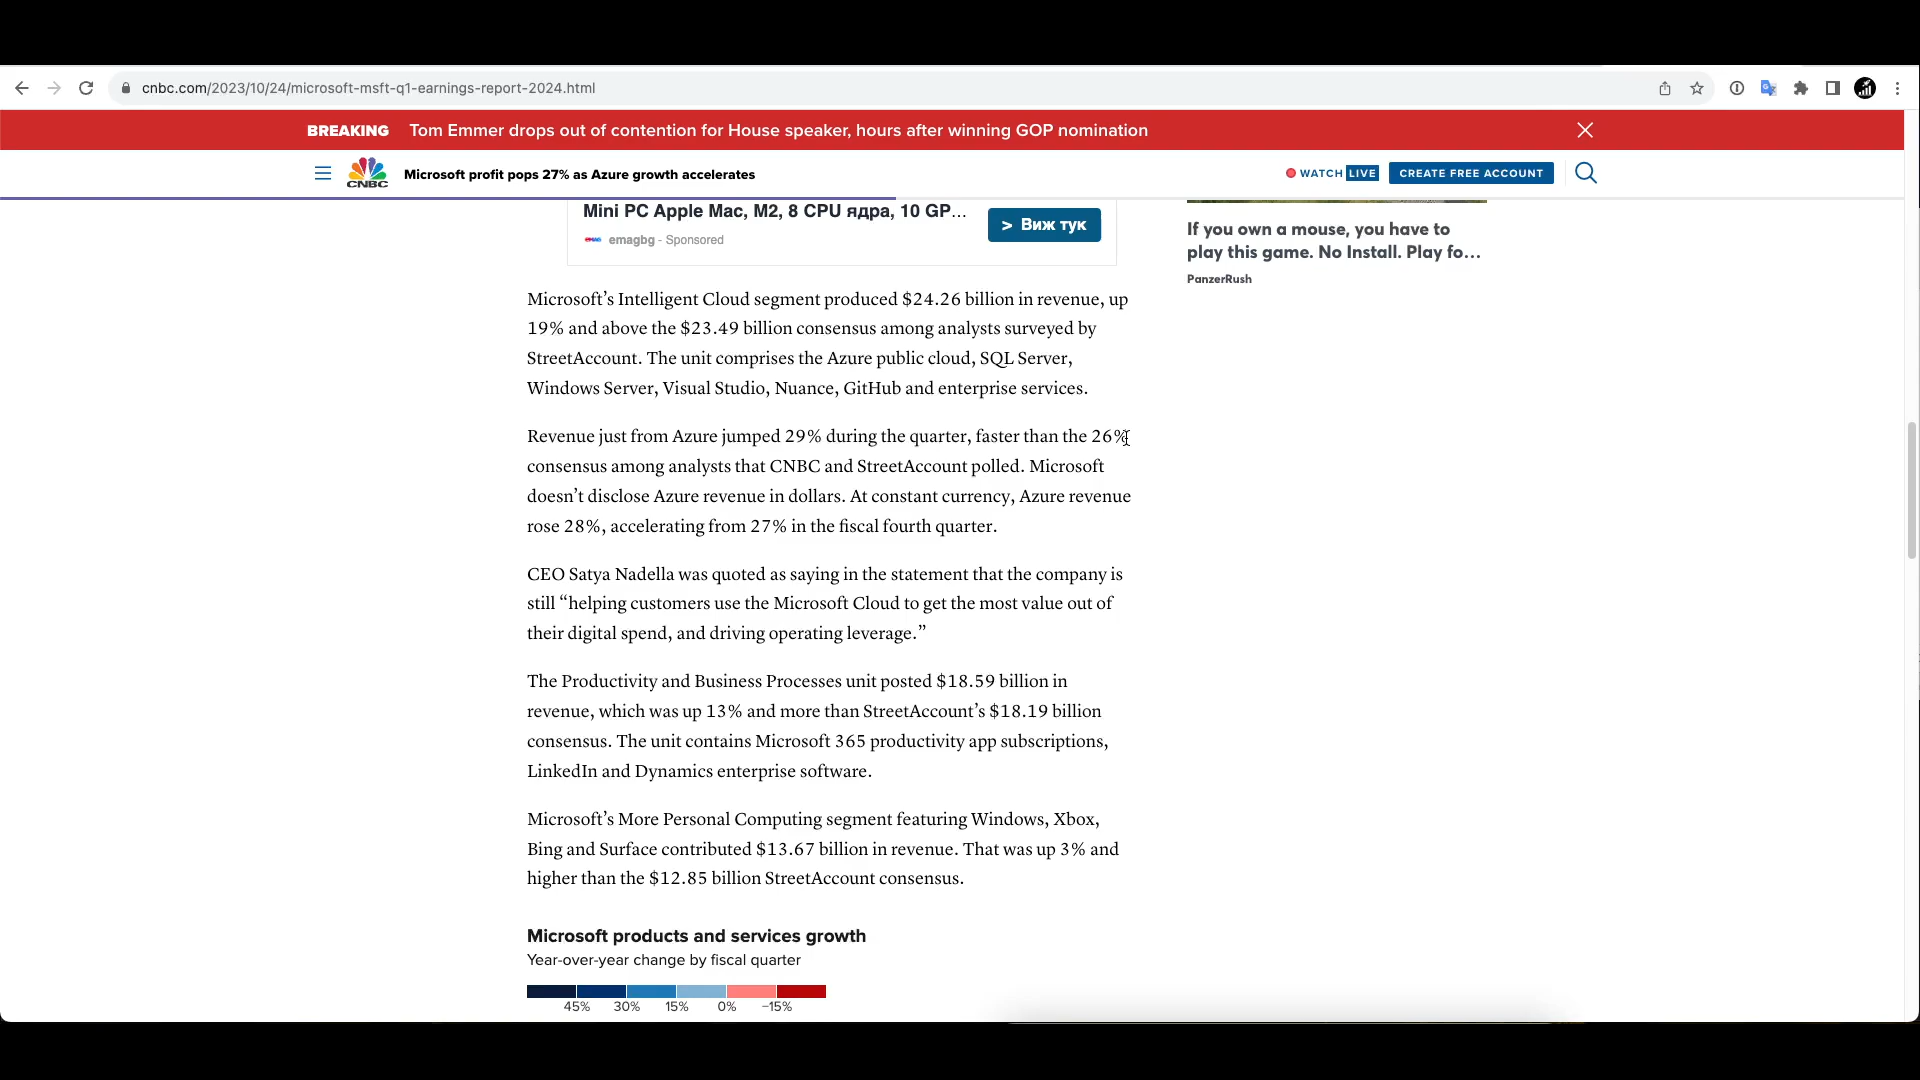 cnbc.com/2023/10/24/microsoft-msft-q1-earnings-report-2024.html
BREAKING Tom Emmer drops out of contention for House speaker, hours after winning GOP nomination
CNBC Microsoft profit pops 27% as Azure growth accelerates WATCH LIVE CREATE FREE ACCOUNT
Mini PC Apple Mac, M2, 8 CPU ядра, 10 GP...
emagbg - Sponsored
> Виж тук
If you own a mouse, you have to
play this game. No Install. Play fo...
PanzerRush
Microsoft’s Intelligent Cloud segment produced $24.26 billion in revenue, up
19% and above the $23.49 billion consensus among analysts surveyed by
StreetAccount. The unit comprises the Azure public cloud, SQL Server,
Windows Server, Visual Studio, Nuance, GitHub and enterprise services.
Revenue just from Azure jumped 29% during the quarter, faster than the 26%
consensus among analysts that CNBC and StreetAccount polled. Microsoft
doesn’t disclose Azure revenue in dollars. At constant currency, Azure revenue
rose 28%, accelerating from 27% in the fiscal fourth quarter.
CEO Satya Nadella was quoted as saying in the statement that the company is
still “helping customers use the Microsoft Cloud to get the most value out of
their digital spend, and driving operating leverage.”
The Productivity and Business Processes unit posted $18.59 billion in
revenue, which was up 13% and more than StreetAccount’s $18.19 billion
consensus. The unit contains Microsoft 365 productivity app subscriptions,
LinkedIn and Dynamics enterprise software.
Microsoft’s More Personal Computing segment featuring Windows, Xbox,
Bing and Surface contributed $13.67 billion in revenue. That was up 3% and
higher than the $12.85 billion StreetAccount consensus.
Microsoft products and services growth
Year-over-year change by fiscal quarter
45% 30% 15% 0% −15%